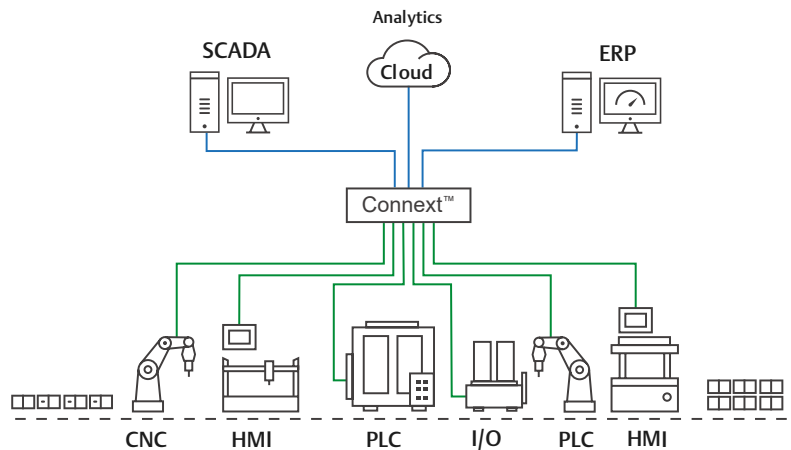 Analytics
SCADA
Cloud
ERP
Connext™
CNC
HMI
PLC
I/O
PLC
HMI